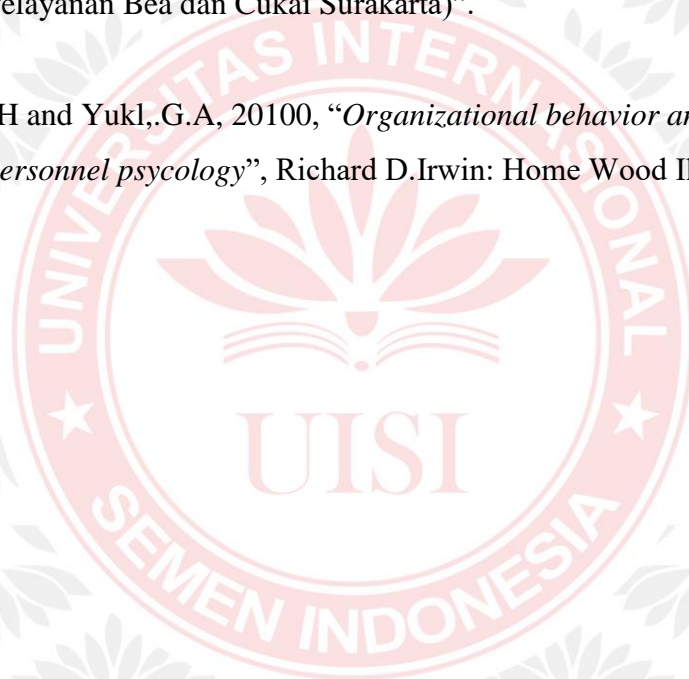 elayanan Bea dan Cukai Surakarta)”.
H and Yukl,.G.A, 20100, “Organizational behavior an
ersonnel psycology”, Richard D.Irwin: Home Wood Il
UNIVERSITAS INTERNASIONAL
UISI
SEMEN INDONESIA